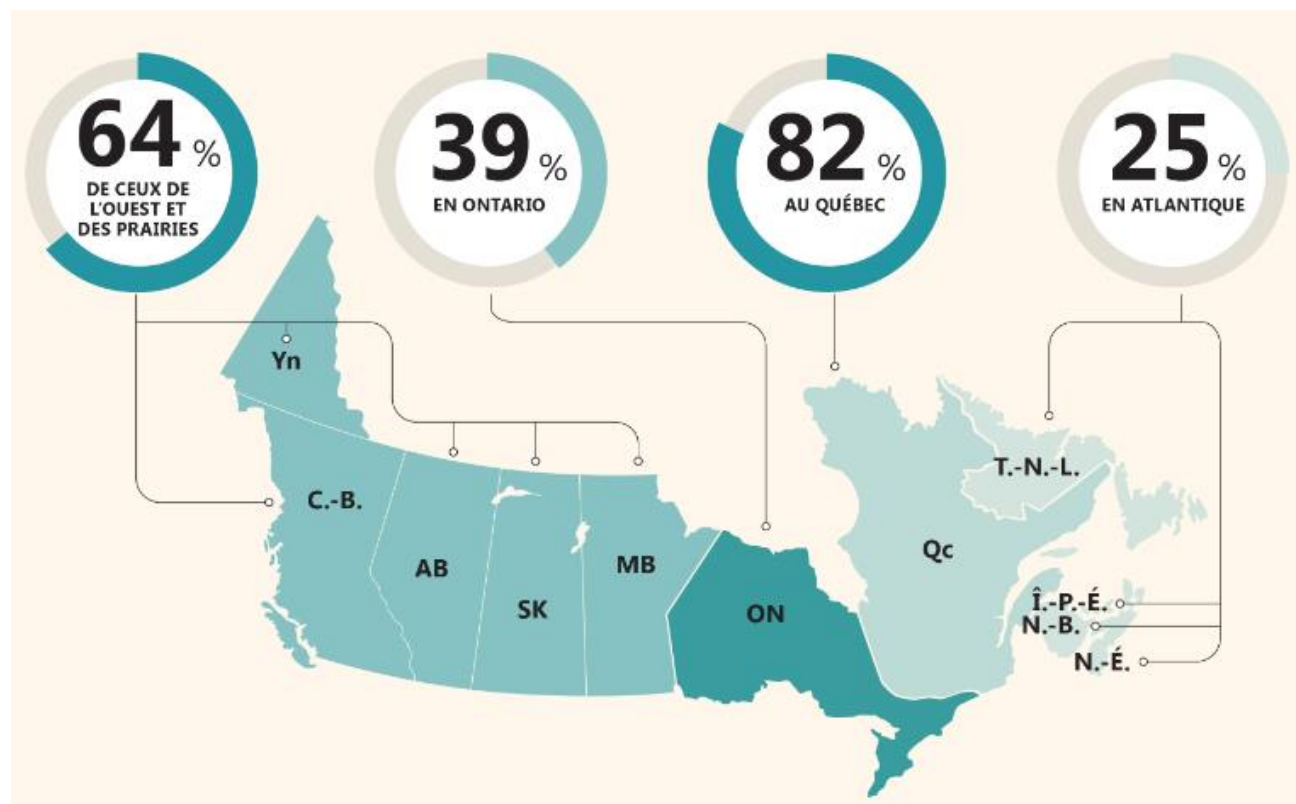 64 %
DE CEUX DE
L'OUEST ET
DES PRAIRIES
39 %
EN ONTARIO
82 %
AU QUÉBEC
25 %
EN ATLANTIQUE
Yn
C.-B.
AB
SK
MB
ON
Qc
T.-N.-L.
Î.-P.-É.
N.-B.
N.-É.